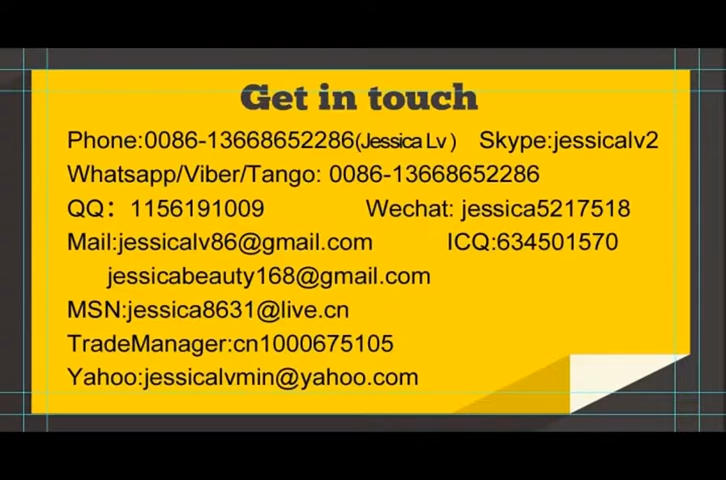 Get in touch
Phone:0086-13668652286(Jessica Lv ) Skype:jessicalv2
Whatsapp/Viber/Tango: 0086-13668652286
QQ： 1156191009 Wechat: jessica5217518
Mail:jessicalv86@gmail.com ICQ:634501570
jessicabeauty168@gmail.com
MSN:jessica8631@live.cn
TradeManager:cn1000675105
Yahoo:jessicalvmin@yahoo.com